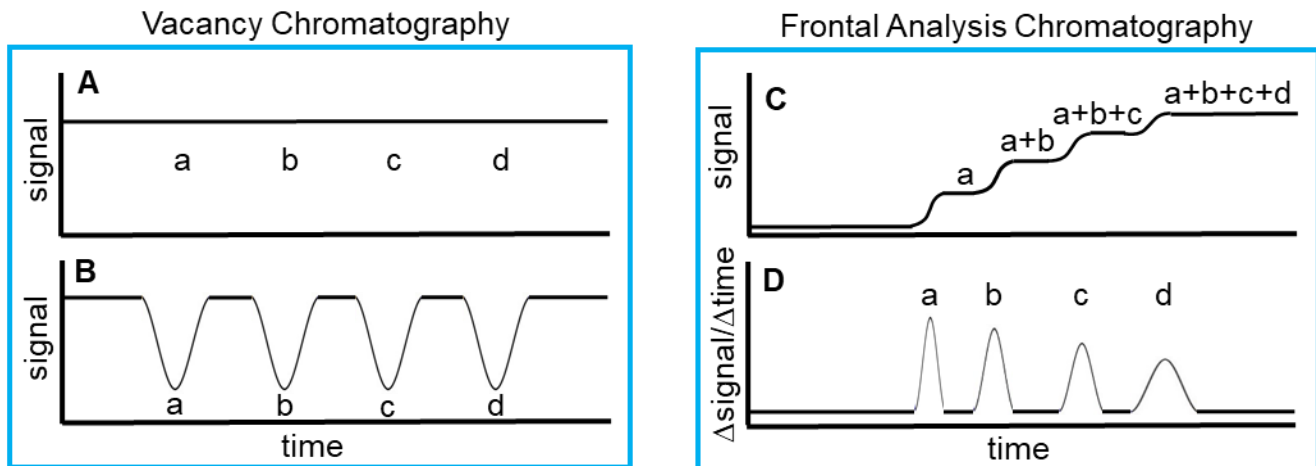 Vacancy Chromatography
A
signal
a b c d
B
signal
a b c d
time
Frontal Analysis Chromatography
C
signal
a
a+b
a+b+c
a+b+c+d
D
Δsignal/Δtime
a b c d
time